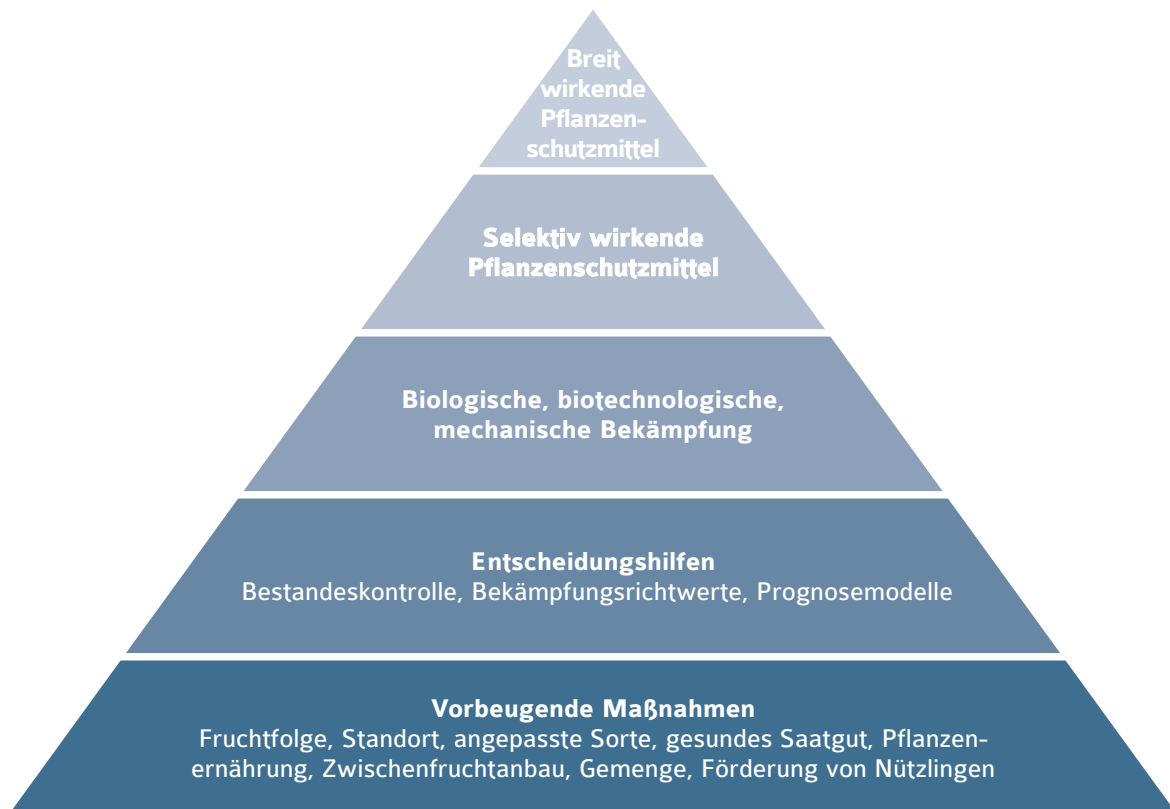 Breit
wirkende
Pflanzen-
schutzmittel
Selektiv wirkende
Pflanzenschutzmittel
Biologische, biotechnologische,
mechanische Bekämpfung
Entscheidungshilfen
Bestandeskontrolle, Bekämpfungsrichtwerte, Prognosemodelle
Vorbeugende Maßnahmen
Fruchtfolge, Standort, angepasste Sorte, gesundes Saatgut, Pflanzen-
ernährung, Zwischenfruchtanbau, Gemenge, Förderung von Nützlingen